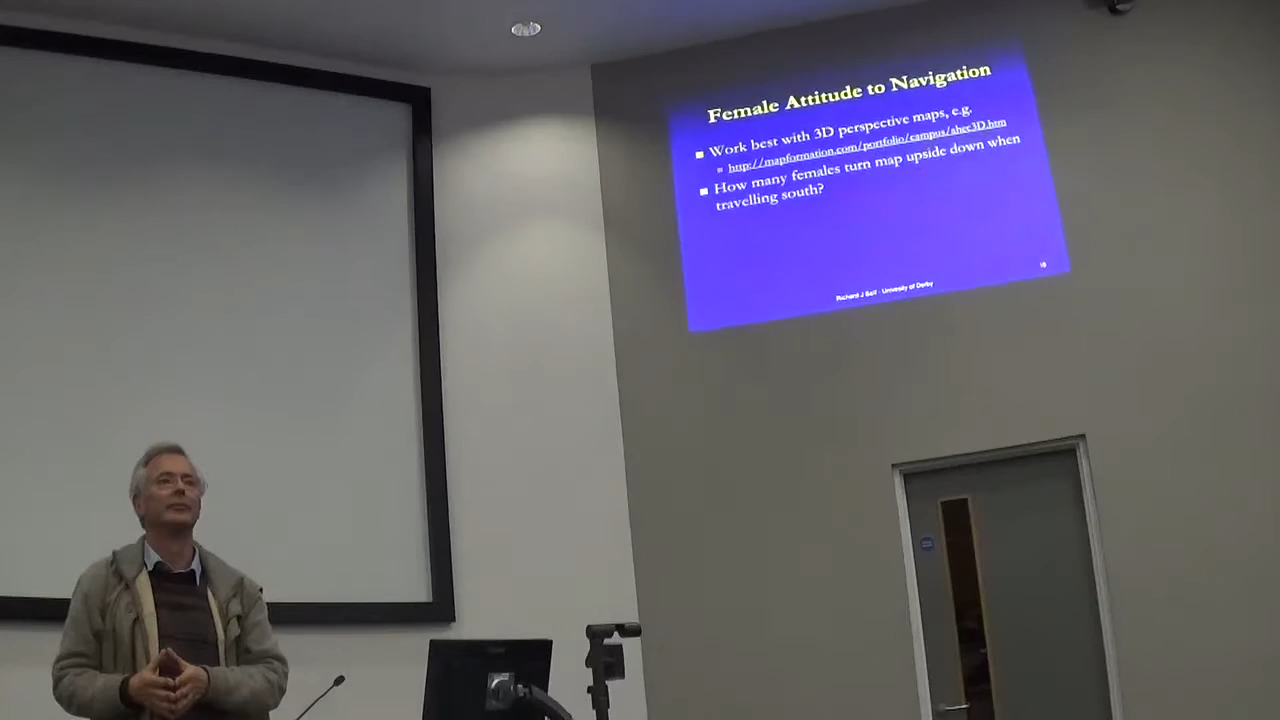 Female Attitude to Navigation
Work best with 3D perspective maps, e.g.
http://mapformation.com/portfolio/campus/ahec3D.htm
How many females turn map upside down when
travelling south?
Richard J Self - University of Derby